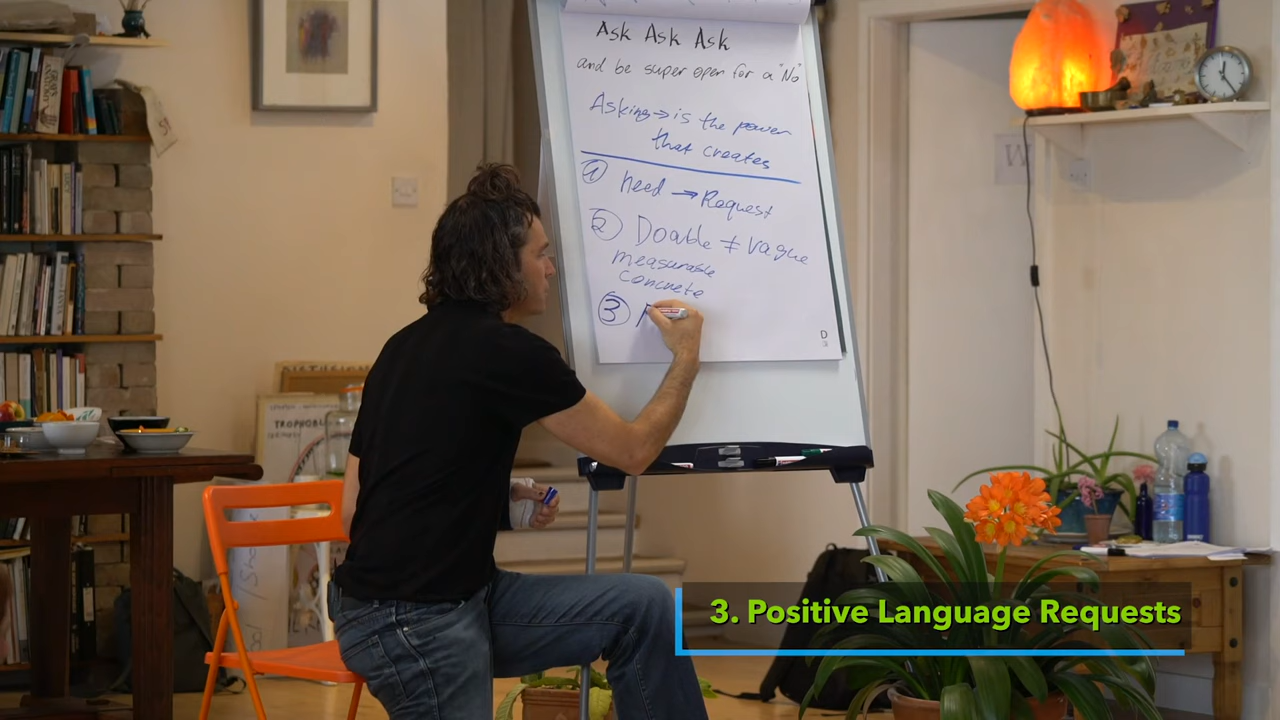 Ask Ask Ask
and be super open for a "No"
Asking → is the power
that creates
① need → Request
② Doable ≠ vague
measurable
concrete
③
D
W
TROPHOBL
3. Positive Language Requests